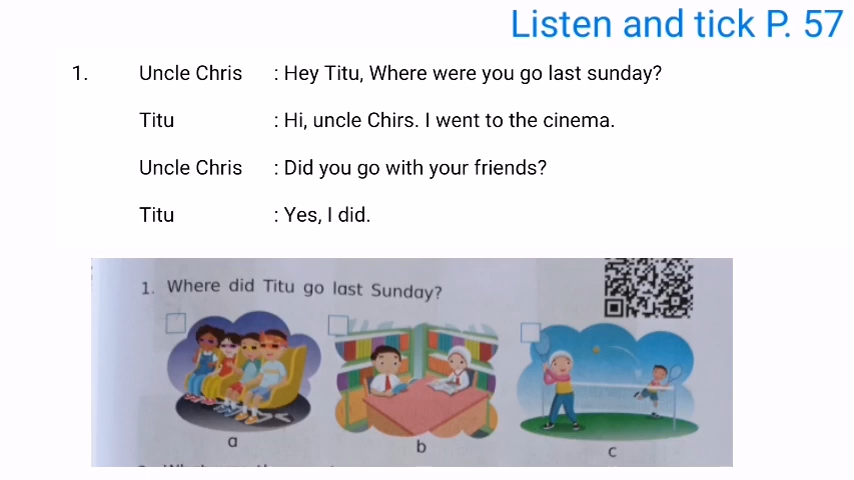 Listen and tick P. 57
1. Uncle Chris : Hey Titu, Where were you go last sunday?
Titu : Hi, uncle Chirs. I went to the cinema.
Uncle Chris : Did you go with your friends?
Titu : Yes, I did.
1. Where did Titu go last Sunday?
a
b
c